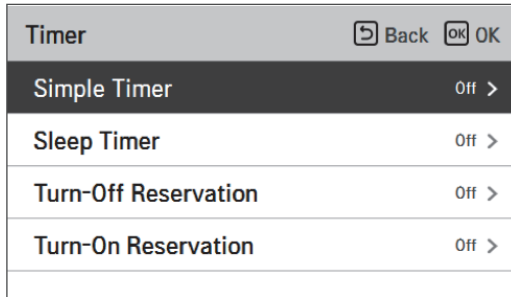 Timer Back OK OK
Simple Timer Off >
Sleep Timer Off >
Turn-Off Reservation Off >
Turn-On Reservation Off >